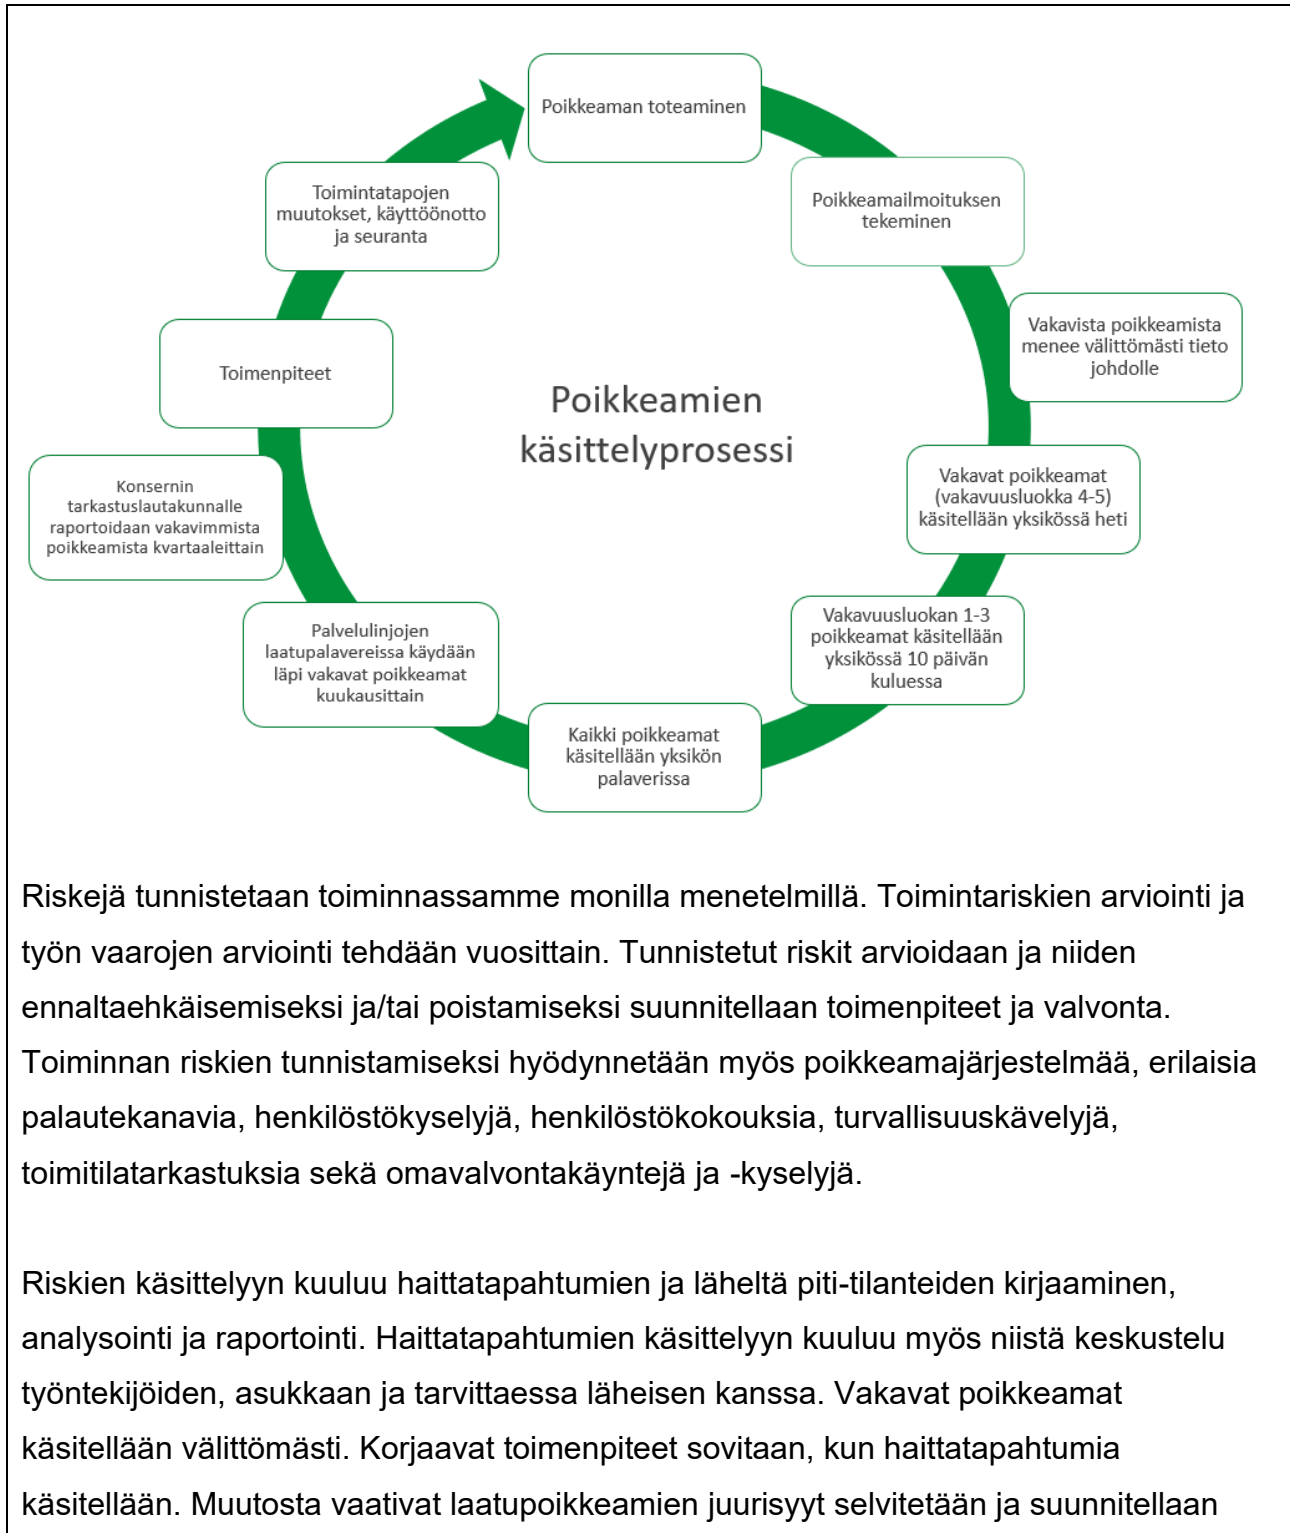 Poikkeaman toteaminen
Poikkeamailmoituksen
tekeminen
Vakavista poikkeamista
menee välittömästi tieto
johdolle
Vakavat poikkeamat
(vakavuusluokka 4-5)
käsitellään yksikössä heti
Vakavuusluokan 1-3
poikkeamat käsitellään
yksikössä 10 päivän
kuluessa
Kaikki poikkeamat
käsitellään yksikön
palaverissa
Palvelulinjojen
laatupalavereissa käydään
läpi vakavat poikkeamat
kuukausittain
Konsernin
tarkastuslautakunnalle
raportoidaan vakavimmista
poikkeamista kvartaaleittain
Toimenpiteet
Toimintatapojen
muutokset, käyttöönotto
ja seuranta
Poikkeamien
käsittelyprosessi
Riskejä tunnistetaan toiminnassamme monilla menetelmillä. Toimintariskien arviointi ja
työn vaarojen arviointi tehdään vuosittain. Tunnistetut riskit arvioidaan ja niiden
ennaltaehkäisemiseksi ja/tai poistamiseksi suunnitellaan toimenpiteet ja valvonta.
Toiminnan riskien tunnistamiseksi hyödynnetään myös poikkeamajärjestelmää, erilaisia
palautekanavia, henkilöstökyselyjä, henkilöstökokouksia, turvallisuuskävelyjä,
toimitilatarkastuksia sekä omavalvontakäyntejä ja -kyselyjä.
Riskien käsittelyyn kuuluu haittatapahtumien ja läheltä piti-tilanteiden kirjaaminen,
analysointi ja raportointi. Haittatapahtumien käsittelyyn kuuluu myös niistä keskustelu
työntekijöiden, asukkaan ja tarvittaessa läheisen kanssa. Vakavat poikkeamat
käsitellään välittömästi. Korjaavat toimenpiteet sovitaan, kun haittatapahtumia
käsitellään. Muutosta vaativat laatupoikkeamien juurisyyt selvitetään ja suunnitellaan